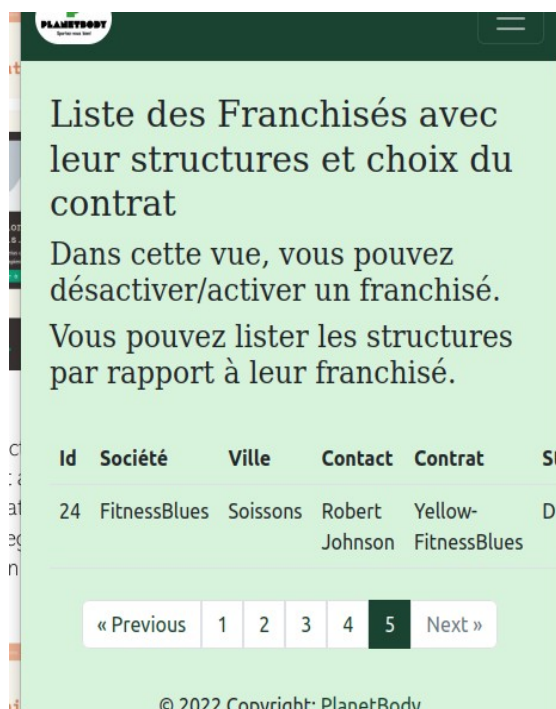 PLANETBODY
Liste des Franchisés avec
leur structures et choix du
contrat
Dans cette vue, vous pouvez
désactiver/activer un franchisé.
Vous pouvez lister les structures
par rapport à leur franchisé.
Id Société Ville Contact Contrat
24 FitnessBlues Soissons Robert Yellow-
Johnson FitnessBlues
« Previous 1 2 3 4 5 Next »
© 2022 Copyright: PlanetBody